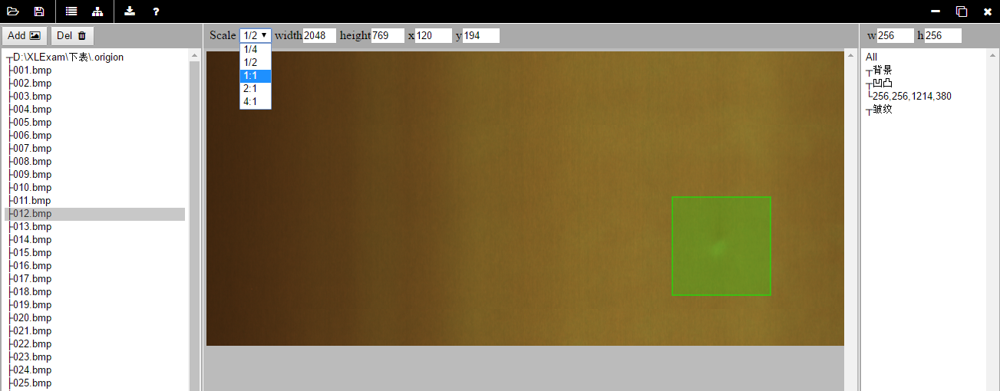 ?
Add Del
Scale 1/2 width 2048 height 769 x 120 y 194
w 256 h 256
1/4
1/2
1:1
2:1
4:1
D:\XLExam\下表\.origion
001.bmp
002.bmp
003.bmp
004.bmp
005.bmp
006.bmp
007.bmp
008.bmp
009.bmp
010.bmp
011.bmp
012.bmp
013.bmp
014.bmp
015.bmp
016.bmp
017.bmp
018.bmp
019.bmp
020.bmp
021.bmp
022.bmp
023.bmp
024.bmp
025.bmp
All
背景
凹凸
256,256,1214,380
皱纹